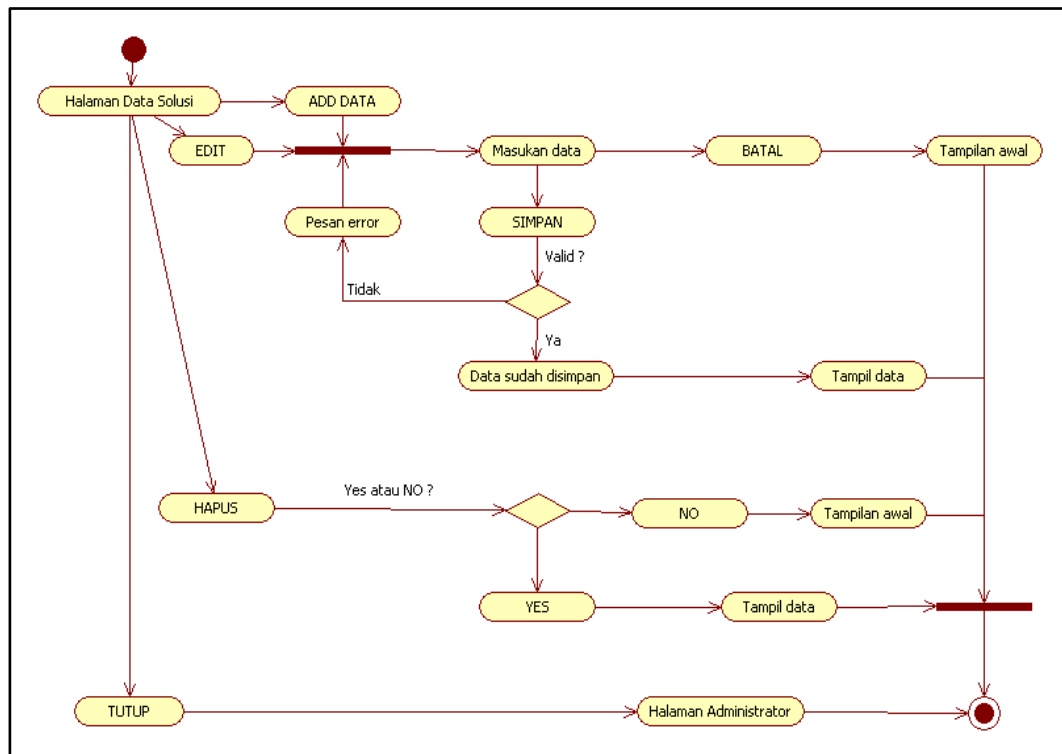 Halaman Data Solusi
ADD DATA
EDIT
Masukan data
BATAL
Tampilan awal
Pesan error
SIMPAN
Valid ?
Tidak
Ya
Data sudah disimpan
Tampil data
HAPUS
Yes atau NO ?
NO
Tampilan awal
YES
Tampil data
TUTUP
Halaman Administrator